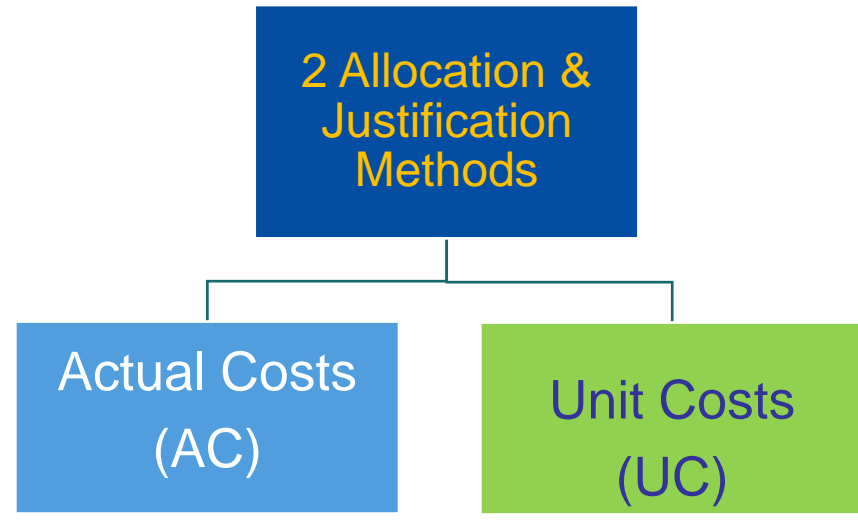 2 Allocation &
Justification
Methods
Actual Costs
(AC)
Unit Costs
(UC)